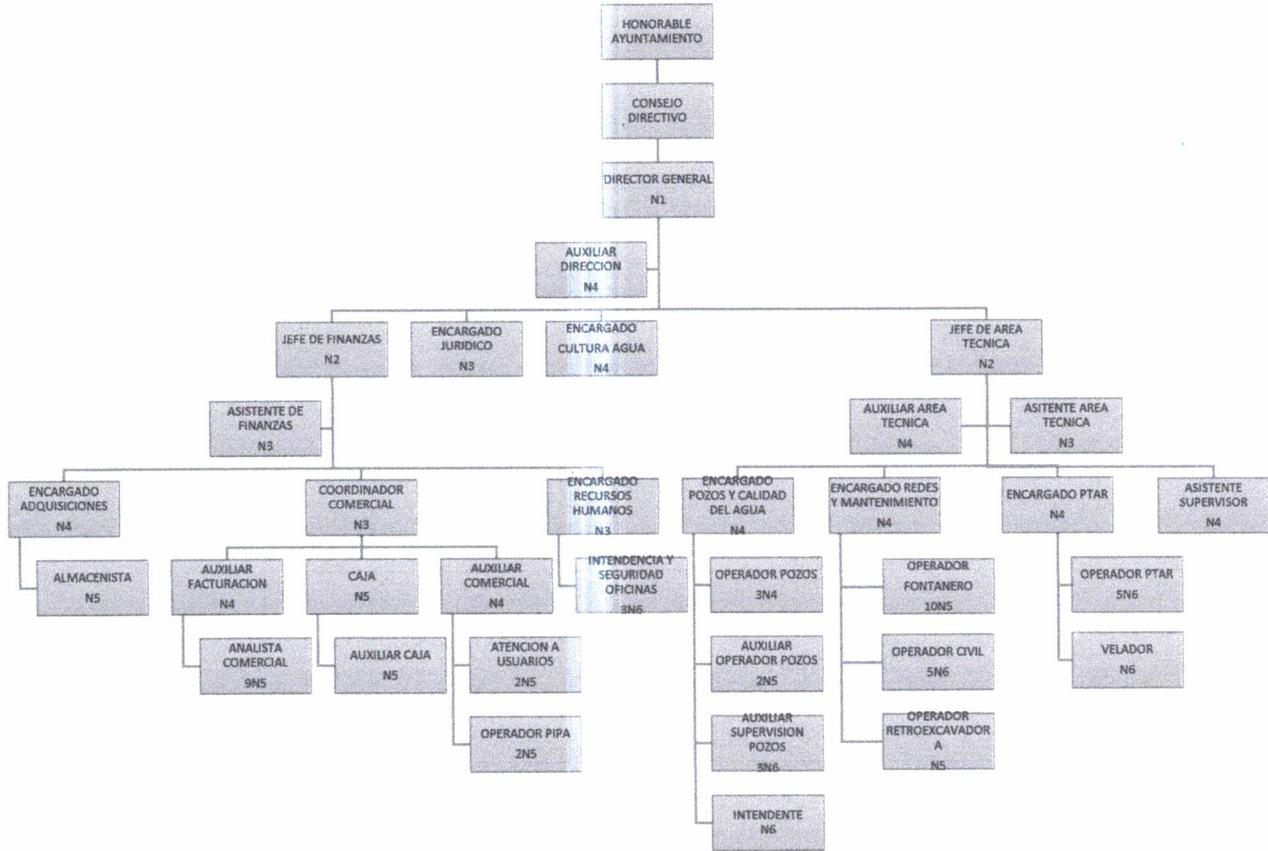 HONORABLE
AYUNTAMIENTO
CONSEJO
DIRECTIVO
DIRECTOR GENERAL
N1
AUXILIAR
DIRECCION
N4
JEFE DE FINANZAS
N2
ENCARGADO
JURIDICO
N3
ENCARGADO
CULTURA AGUA
N4
JEFE DE AREA
TECNICA
N2
ASISTENTE DE
FINANZAS
N3
AUXILIAR AREA
TECNICA
N4
ASITENTE AREA
TECNICA
N3
ENCARGADO
ADQUISICIONES
N4
COORDINADOR
COMERCIAL
N3
ENCARGADO
RECURSOS
HUMANOS
N3
ENCARGADO
POZOS Y CALIDAD
DEL AGUA
N4
ENCARGADO REDES
Y MANTENIMIENTO
N4
ENCARGADO PTAR
N4
ASISTENTE
SUPERVISOR
N4
ALMACENISTA
N5
AUXILIAR
FACTURACION
N4
CAJA
N5
AUXILIAR
COMERCIAL
N4
INTENDENCIA Y
SEGURIDAD
OFICINAS
3N6
OPERADOR POZOS
3N4
OPERADOR
FONTANERO
10N5
OPERADOR PTAR
5N6
ANALISTA
COMERCIAL
9N5
AUXILIAR CAJA
N5
ATENCION A
USUARIOS
2N5
AUXILIAR
OPERADOR POZOS
2N5
OPERADOR CIVIL
5N6
VELADOR
N6
OPERADOR PIPA
2N5
AUXILIAR
SUPERVISION
POZOS
3N6
OPERADOR
RETROEXCAVADOR
A
N5
INTENDENTE
N6